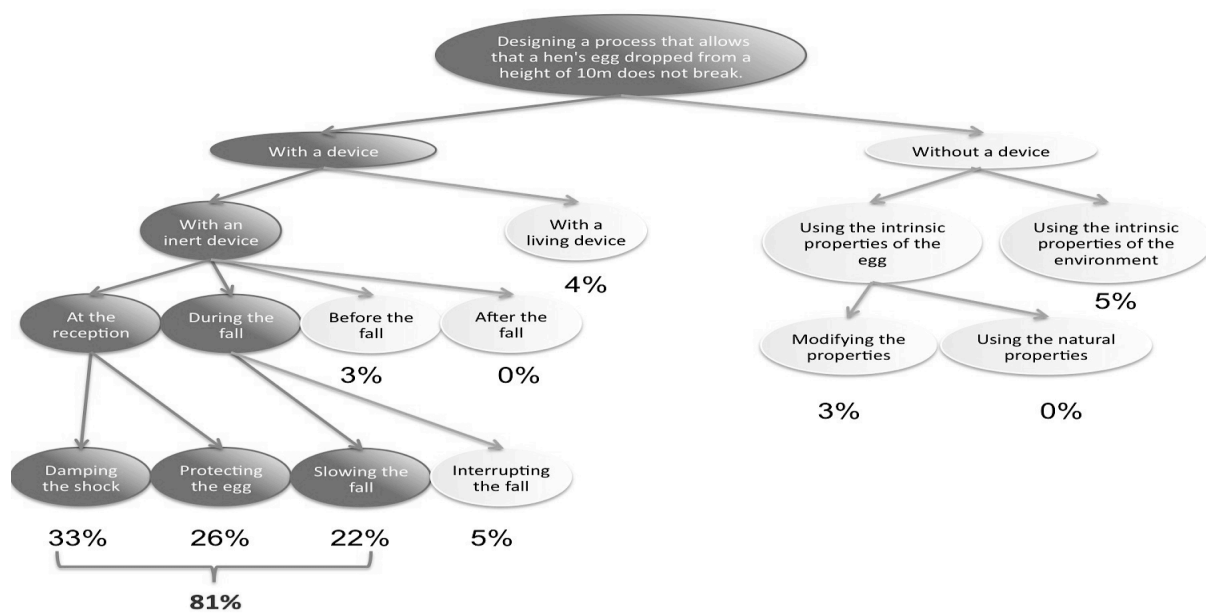 Designing a process that allows
that a hen's egg dropped from a
height of 10m does not break.
With a device
Without a device
With an
inert device
With a
living device
4%
Using the intrinsic
properties of the
egg
Using the intrinsic
properties of the
environment
5%
At the
reception
During the
fall
Before the
fall
3%
After the
fall
0%
Modifying the
properties
3%
Using the natural
properties
0%
Damping
the shock
33%
Protecting
the egg
26%
Slowing the
fall
22%
Interrupting
the fall
5%
81%